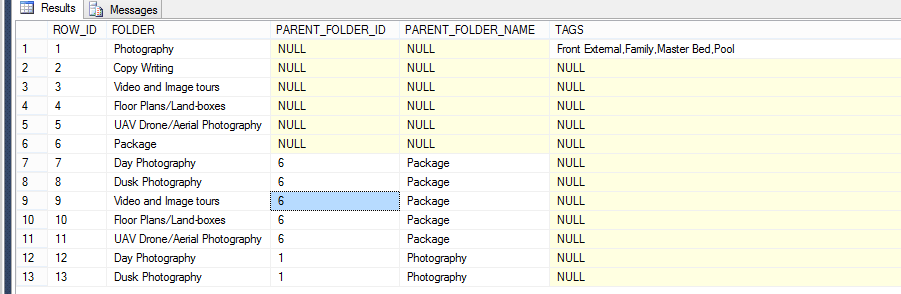 Results Messages
ROW_ID FOLDER PARENT_FOLDER_ID PARENT_FOLDER_NAME TAGS
1 1 Photography NULL NULL Front External,Family,Master Bed,Pool
2 2 Copy Writing NULL NULL NULL
3 3 Video and Image tours NULL NULL NULL
4 4 Floor Plans/Land-boxes NULL NULL NULL
5 5 UAV Drone/Aerial Photography NULL NULL NULL
6 6 Package NULL NULL NULL
7 7 Day Photography 6 Package NULL
8 8 Dusk Photography 6 Package NULL
9 9 Video and Image tours 6 Package NULL
10 10 Floor Plans/Land-boxes 6 Package NULL
11 11 UAV Drone/Aerial Photography 6 Package NULL
12 12 Day Photography 1 Photography NULL
13 13 Dusk Photography 1 Photography NULL